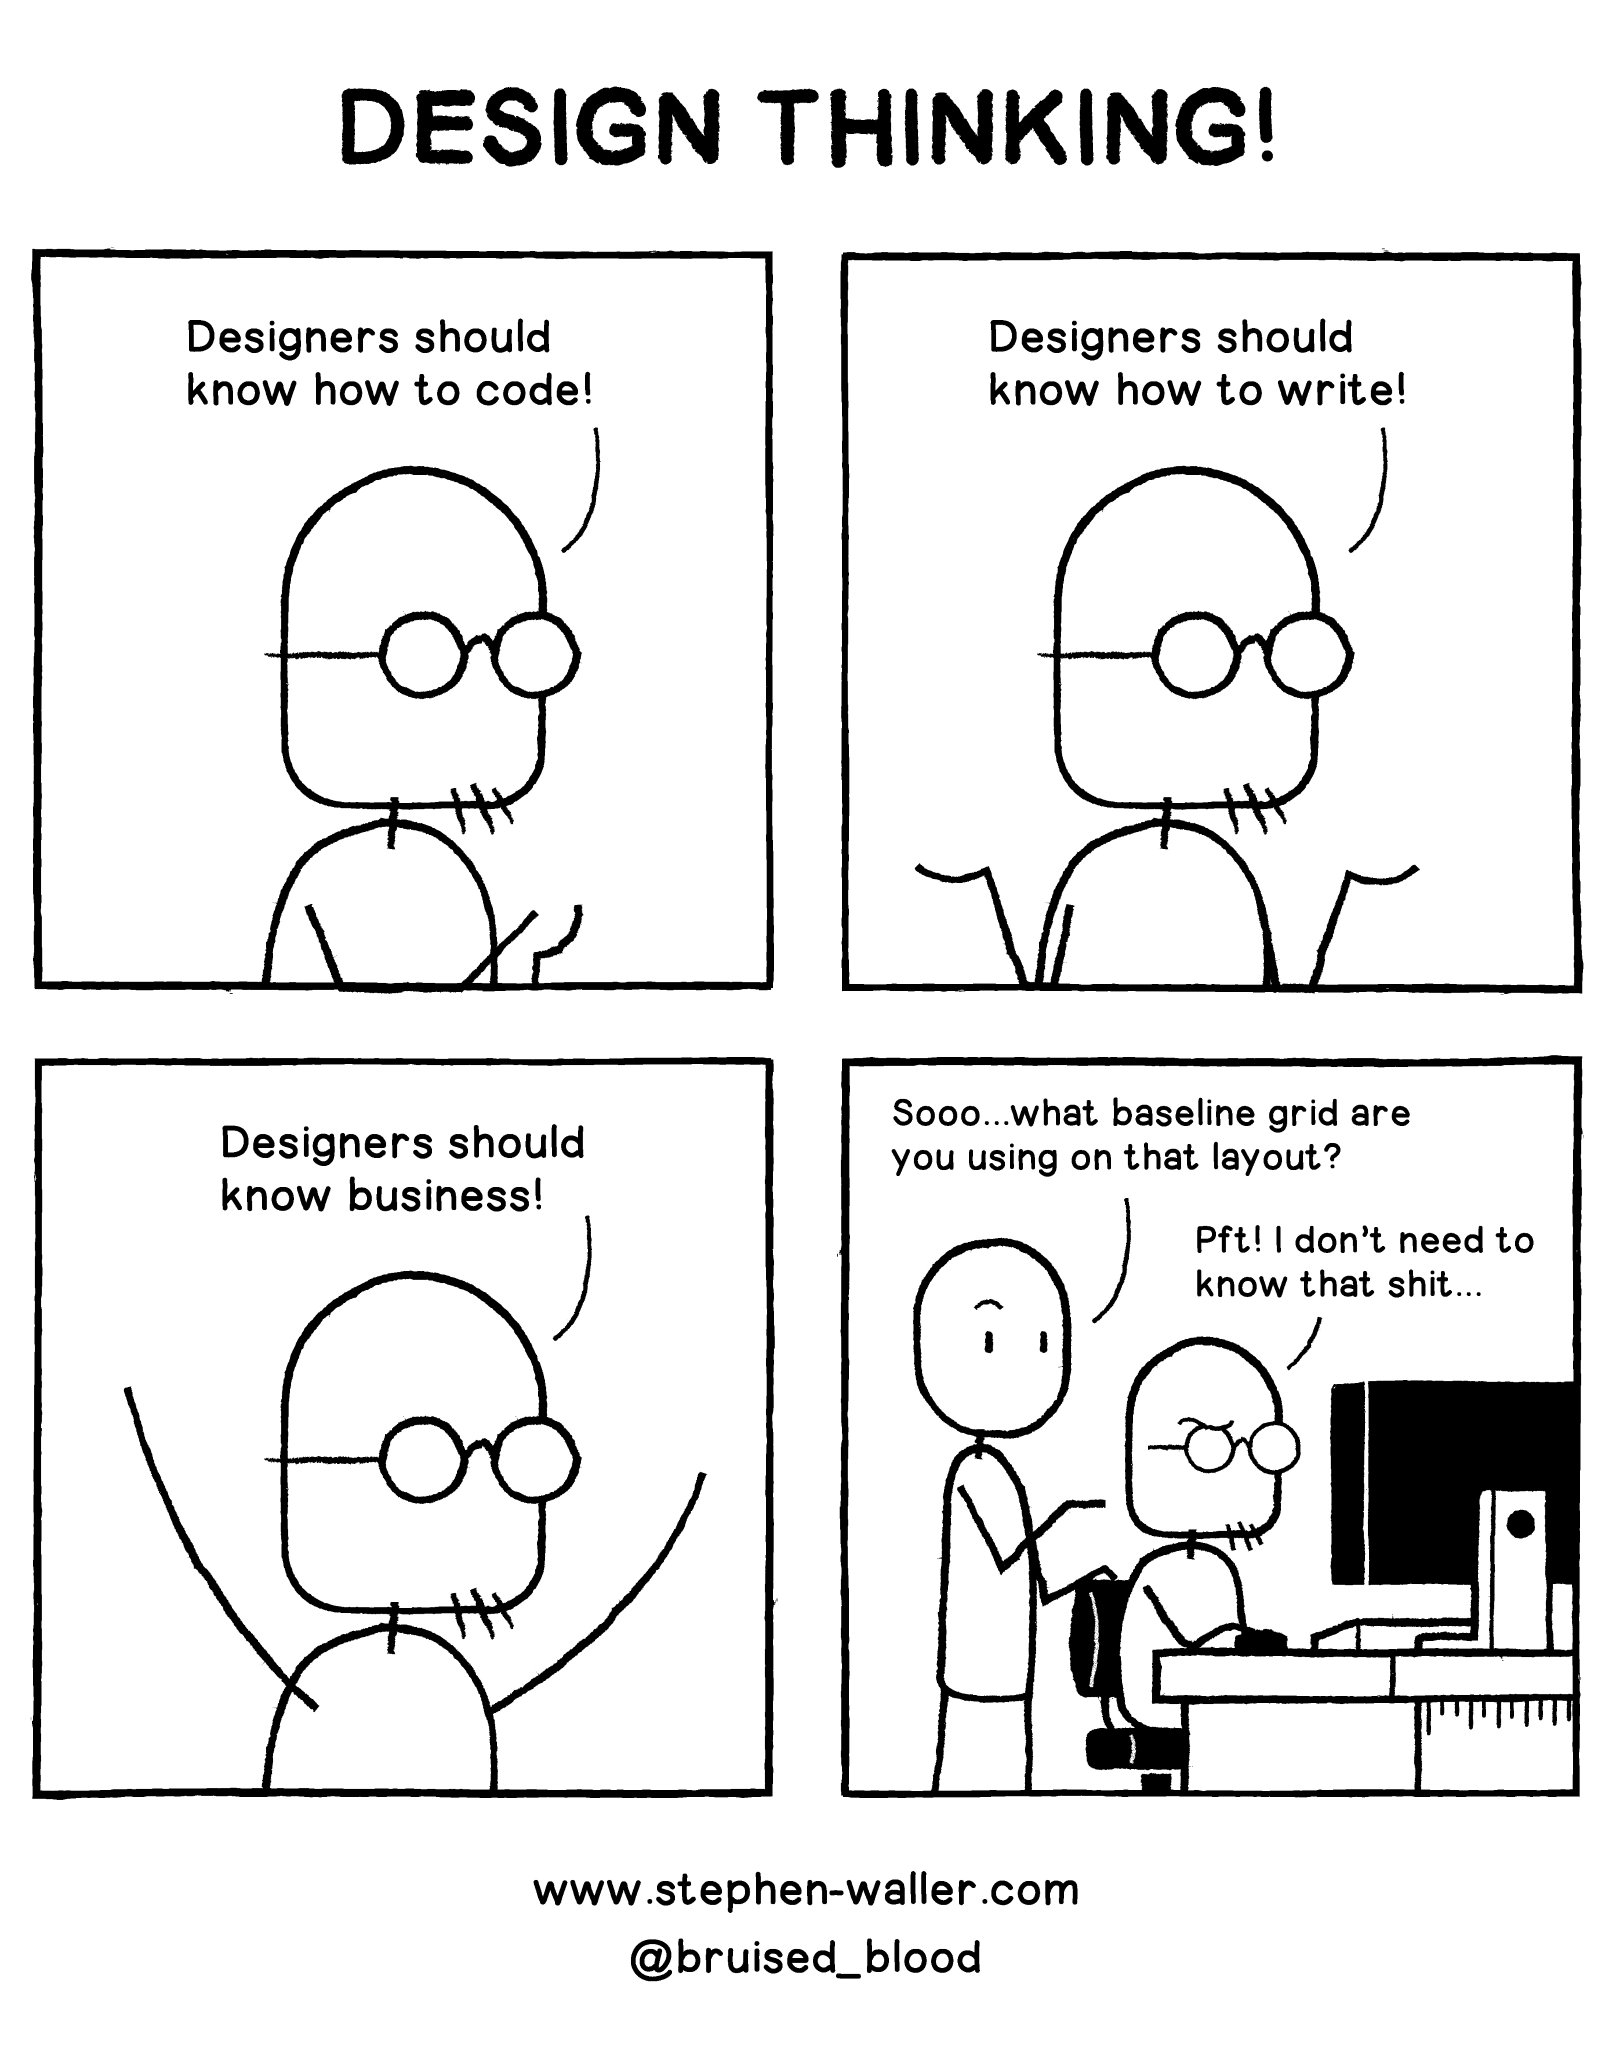 DESIGN THINKING!
Designers should
know how to code!
Designers should
know how to write!
Designers should
know business!
Sooo...what baseline grid are
you using on that layout?
Pft! I don't need to
know that shit...
www.stephen-waller.com
@bruised_blood